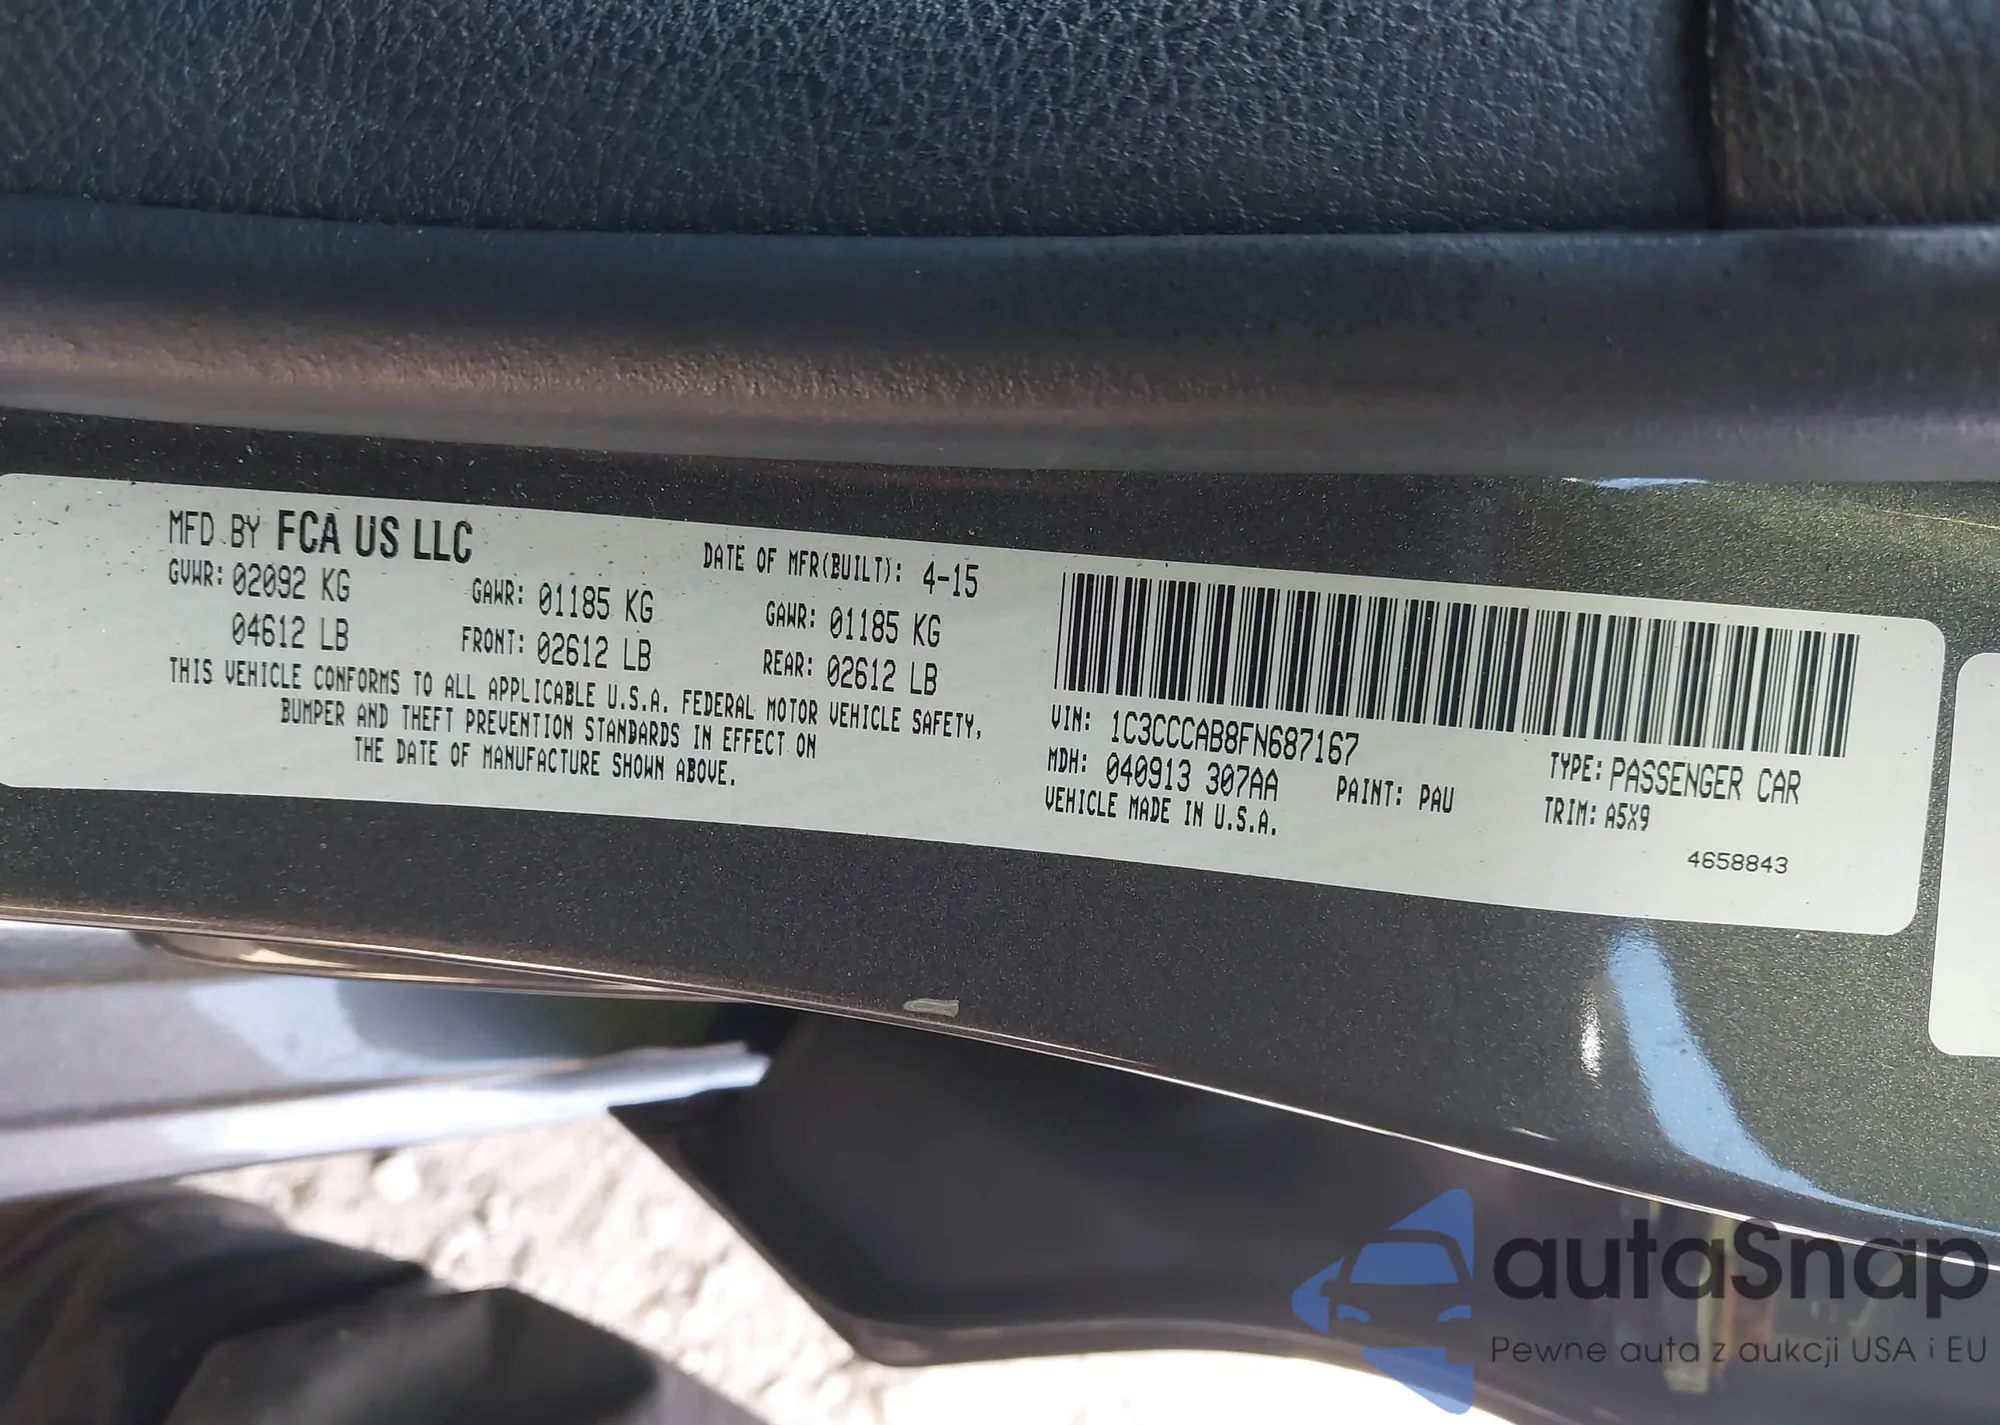 MFD BY FCA US LLC
DATE OF MFR(BUILT): 4-15
GVWR: 02092 KG GAWR: 01185 KG GAWR: 01185 KG
04612 LB FRONT: 02612 LB REAR: 02612 LB
THIS VEHICLE CONFORMS TO ALL APPLICABLE U.S.A. FEDERAL MOTOR VEHICLE SAFETY,
BUMPER AND THEFT PREVENTION STANDARDS IN EFFECT ON
THE DATE OF MANUFACTURE SHOWN ABOVE.
VIN: 1C3CCCAB8FN687167
TYPE: PASSENGER CAR
MDH: 040913 307AA PAINT: PAU
TRIM: A5X9
VEHICLE MADE IN U.S.A.
4658843
autaSnap
Pewne auta z aukcji USA i EU